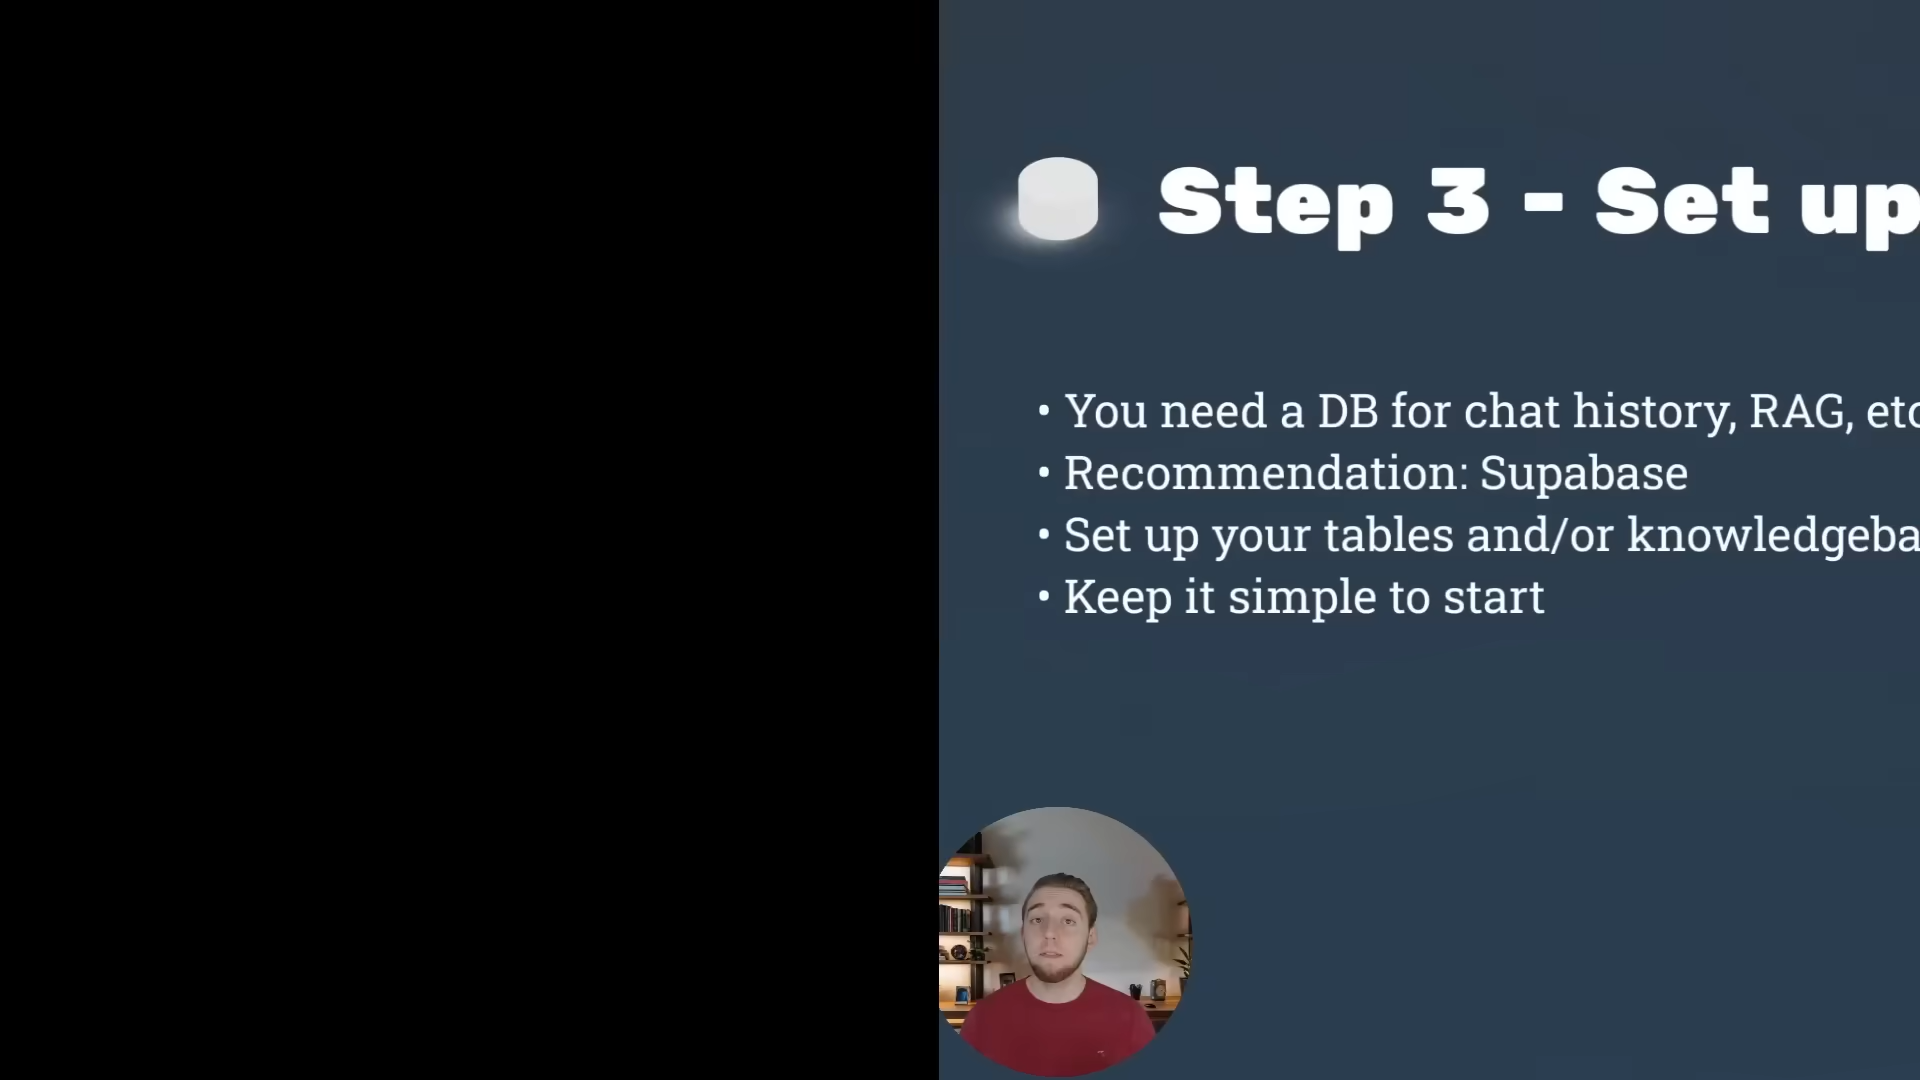 Step 3 - Set up
• You need a DB for chat history, RAG, etc
• Recommendation: Supabase
• Set up your tables and/or knowledgeba
• Keep it simple to start